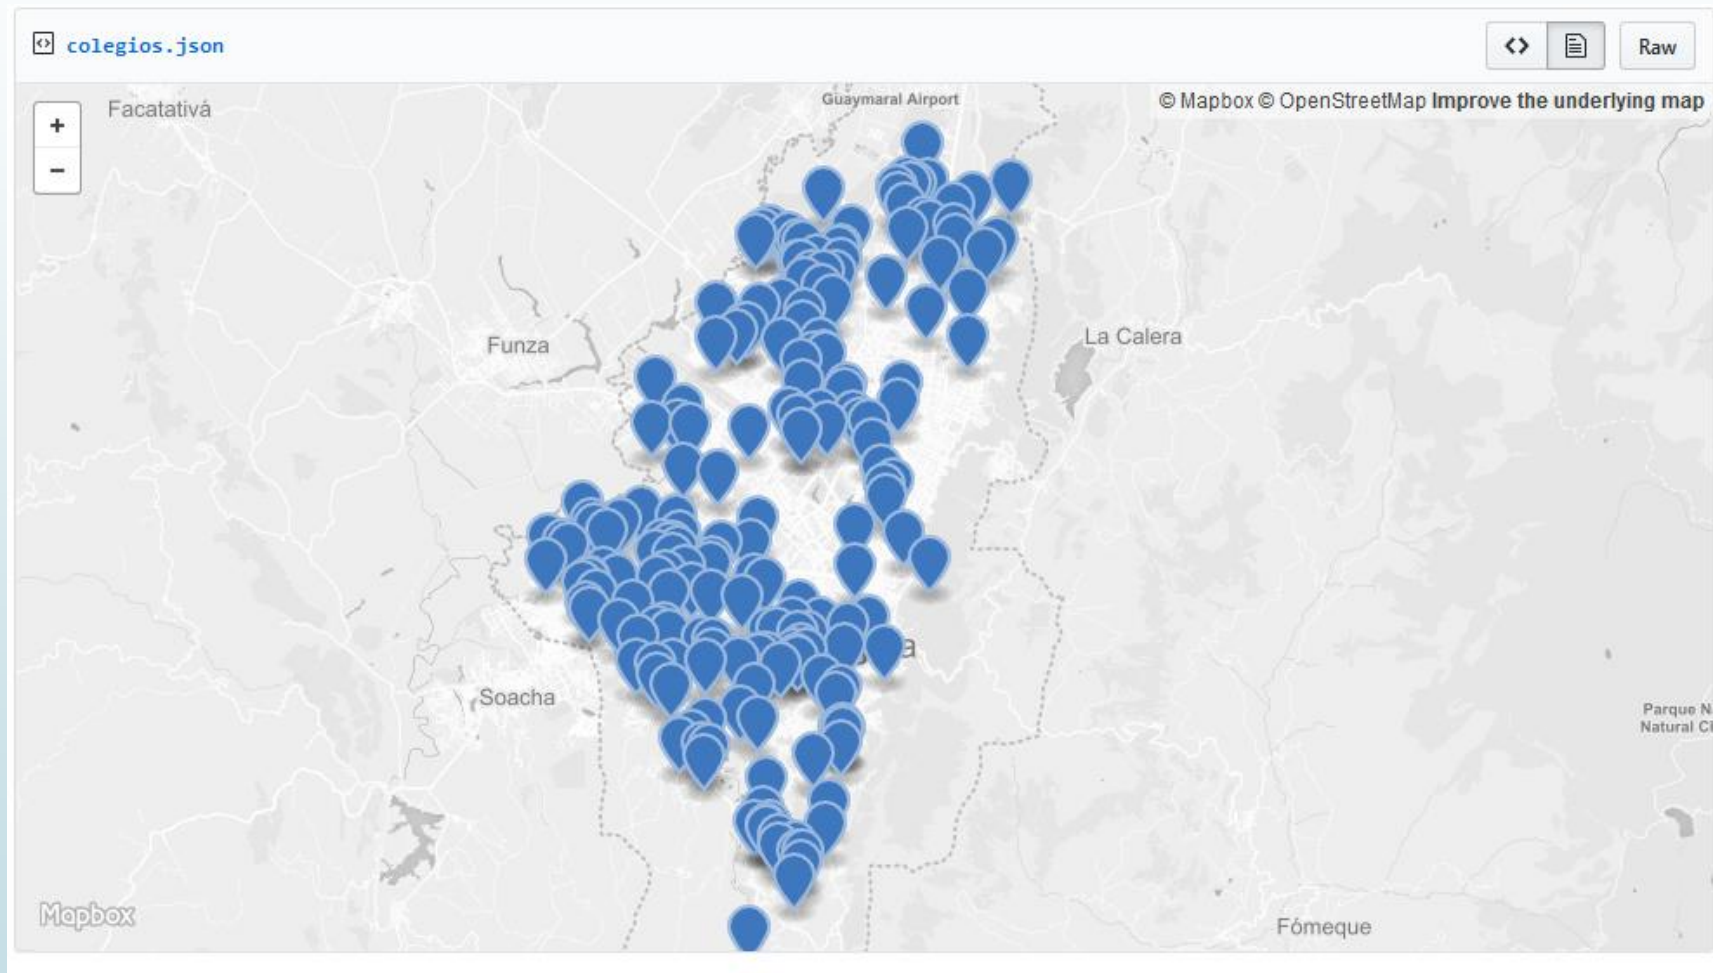 colegios.json
<>
Raw
+
−
Facatativá
Guaymaral Airport
© Mapbox © OpenStreetMap Improve the underlying map
Funza
La Calera
Soacha
Parque N
Natural
Mapbox
Fómeque